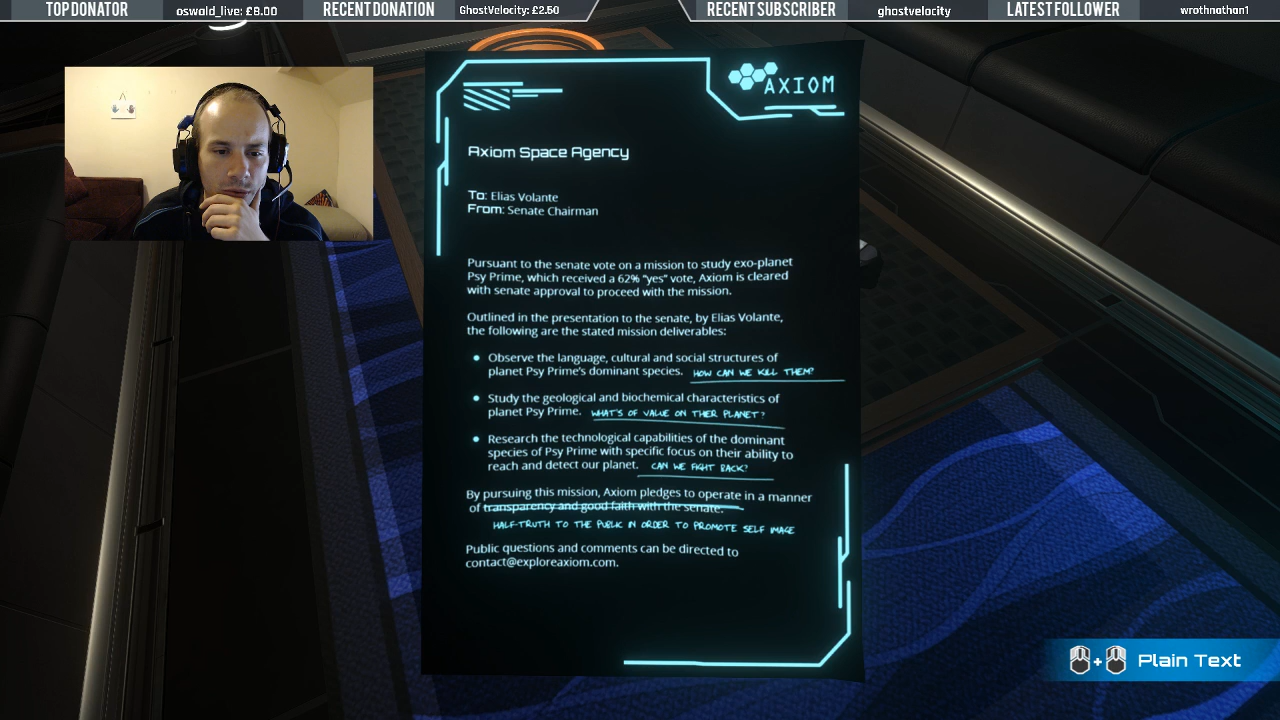 TOP DONATOR oswald_live: £8.00 RECENT DONATION GhostVelocity: £2.50 RECENT SUBSCRIBER ghostvelocity LATEST FOLLOWER wrothnathan1
AXIOM
Axiom Space Agency
To: Elias Volante
From: Senate Chairman
Pursuant to the senate vote on a mission to study exo-planet
Psy Prime, which received a 62% "yes" vote, Axiom is cleared
with senate approval to proceed with the mission.
Outlined in the presentation to the senate, by Elias Volante,
the following are the stated mission deliverables:
• Observe the language, cultural and social structures of
planet Psy Prime's dominant species. HOW CAN WE KILL THEM?
• Study the geological and biochemical characteristics of
planet Psy Prime. WHAT'S OF VALUE ON THIER PLANET?
• Research the technological capabilities of the dominant
species of Psy Prime with specific focus on their ability to
reach and detect our planet. CAN WE FIGHT BACK?
By pursuing this mission, Axiom pledges to operate in a manner
of transparency and good faith with the senate.
HALF-TRUTH TO THE PUBLIC IN ORDER TO PROMOTE SELF IMAGE
Public questions and comments can be directed to
contact@exploreaxiom.com.
+ Plain Text